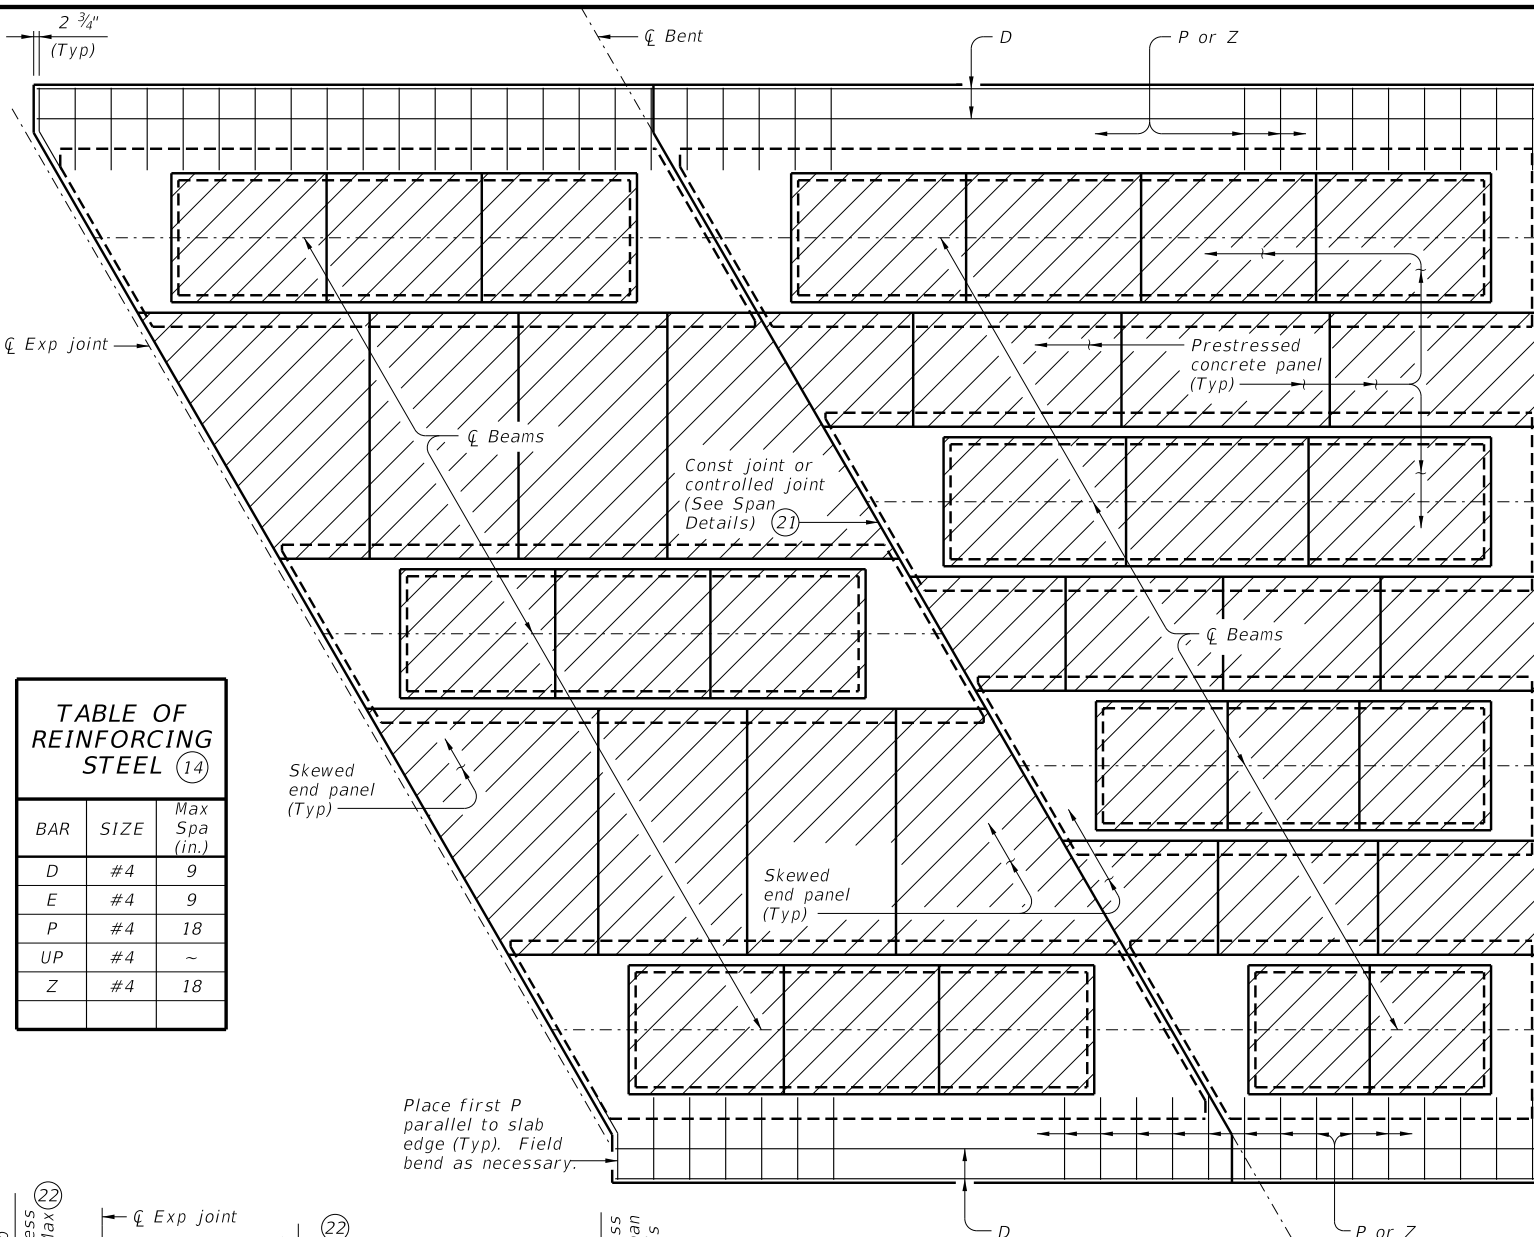 2 ¾"
(Typ)
℄ Bent
D
P or Z
℄ Exp joint
Prestressed
concrete panel
(Typ)
℄ Beams
Const joint or
controlled joint
(See Span
Details) 21
℄ Beams
TABLE OF
REINFORCING
STEEL 14
BAR SIZE Max Spa (in.)
D #4 9
E #4 9
P #4 18
UP #4 ~
Z #4 18
Skewed
end panel
(Typ)
Skewed
end panel
(Typ)
Place first P
parallel to slab
edge (Typ). Field
bend as necessary.
22
℄ Exp joint
22
D
P or Z